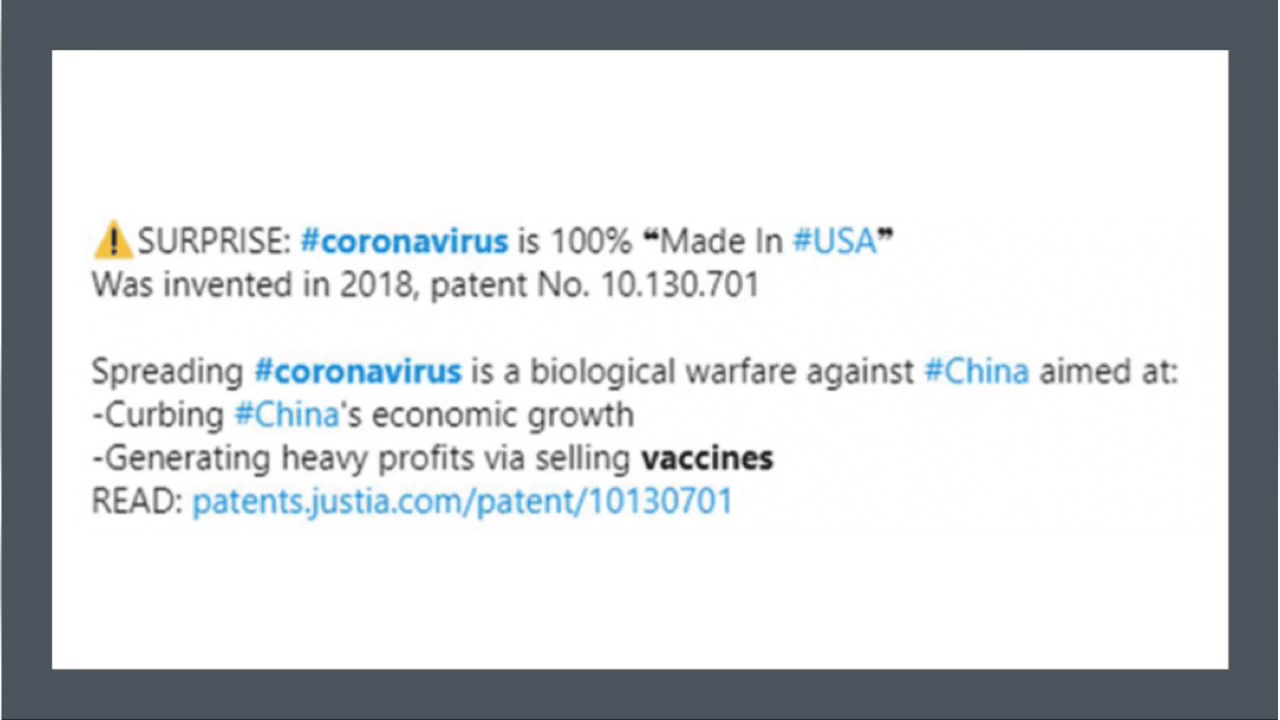 ⚠️SURPRISE: #coronavirus is 100% ❝Made In #USA❞
Was invented in 2018, patent No. 10.130.701
Spreading #coronavirus is a biological warfare against #China aimed at:
-Curbing #China's economic growth
-Generating heavy profits via selling vaccines
READ: patents.justia.com/patent/10130701